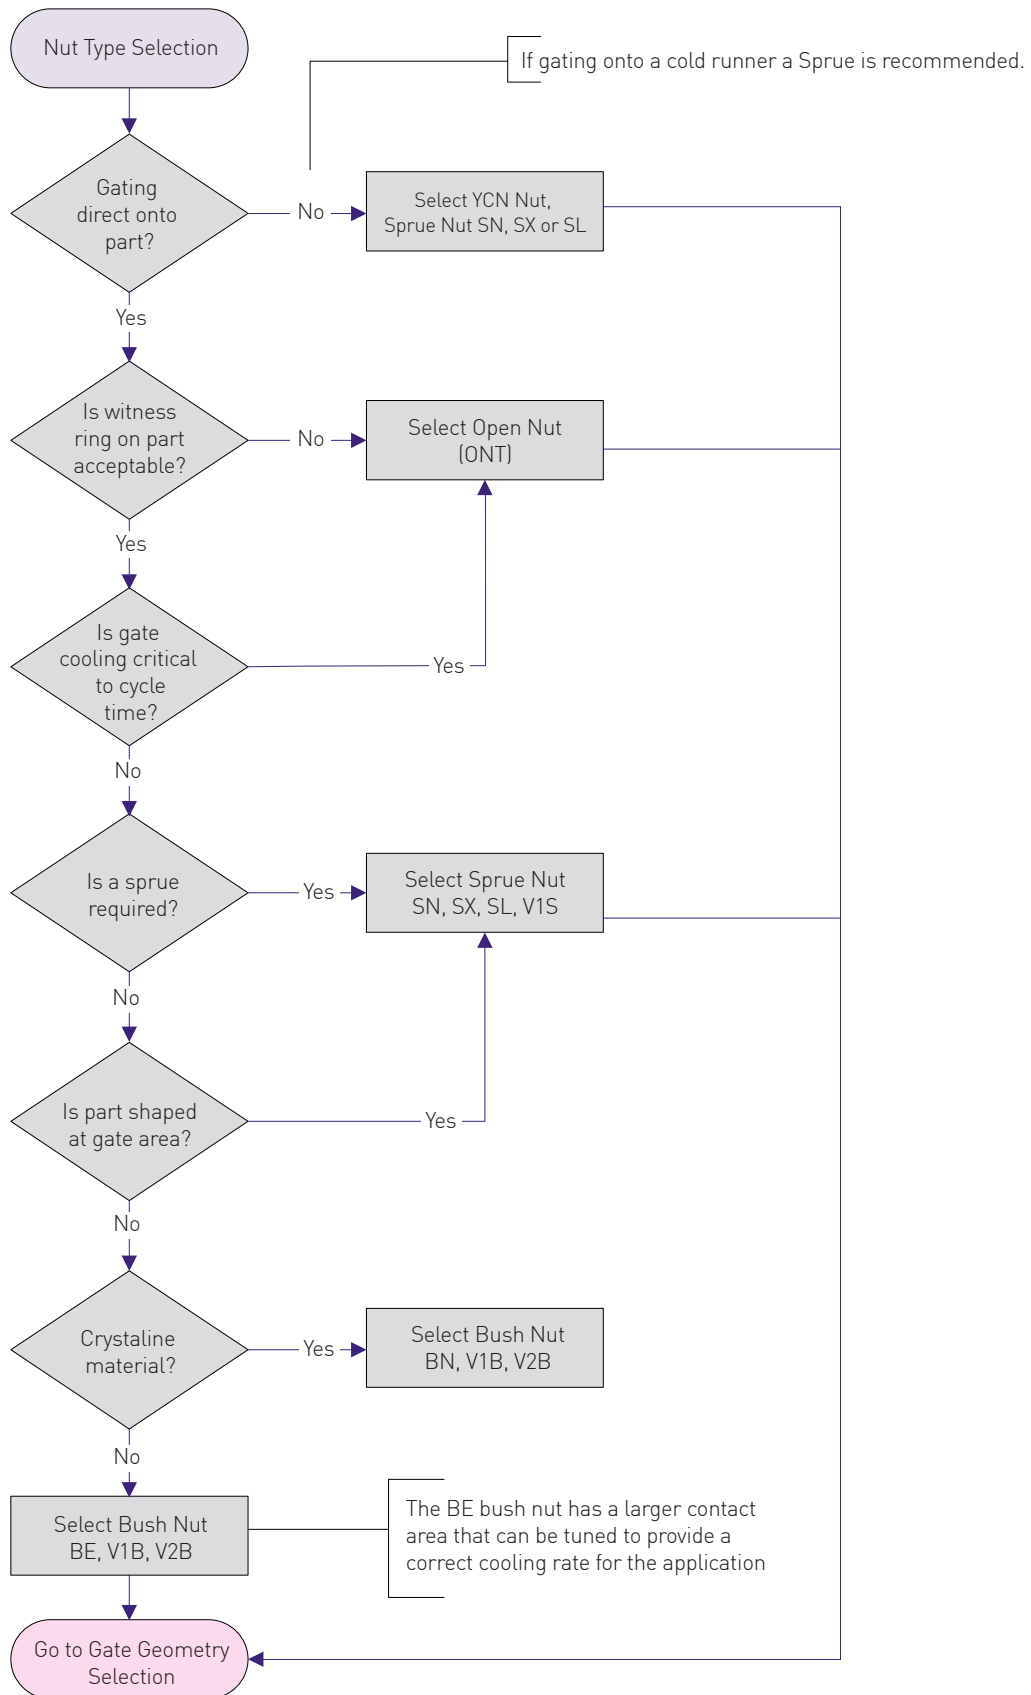 Nut Type Selection
If gating onto a cold runner a Sprue is recommended.
Gating
direct onto
part?
No
Select YCN Nut,
Sprue Nut SN, SX or SL
Yes
Is witness
ring on part
acceptable?
No
Select Open Nut
(ONT)
Yes
Is gate
cooling critical
to cycle
time?
Yes
No
Is a sprue
required?
Yes
Select Sprue Nut
SN, SX, SL, V1S
No
Is part shaped
at gate area?
Yes
No
Crystaline
material?
Yes
Select Bush Nut
BN, V1B, V2B
No
Select Bush Nut
BE, V1B, V2B
The BE bush nut has a larger contact
area that can be tuned to provide a
correct cooling rate for the application
Go to Gate Geometry
Selection